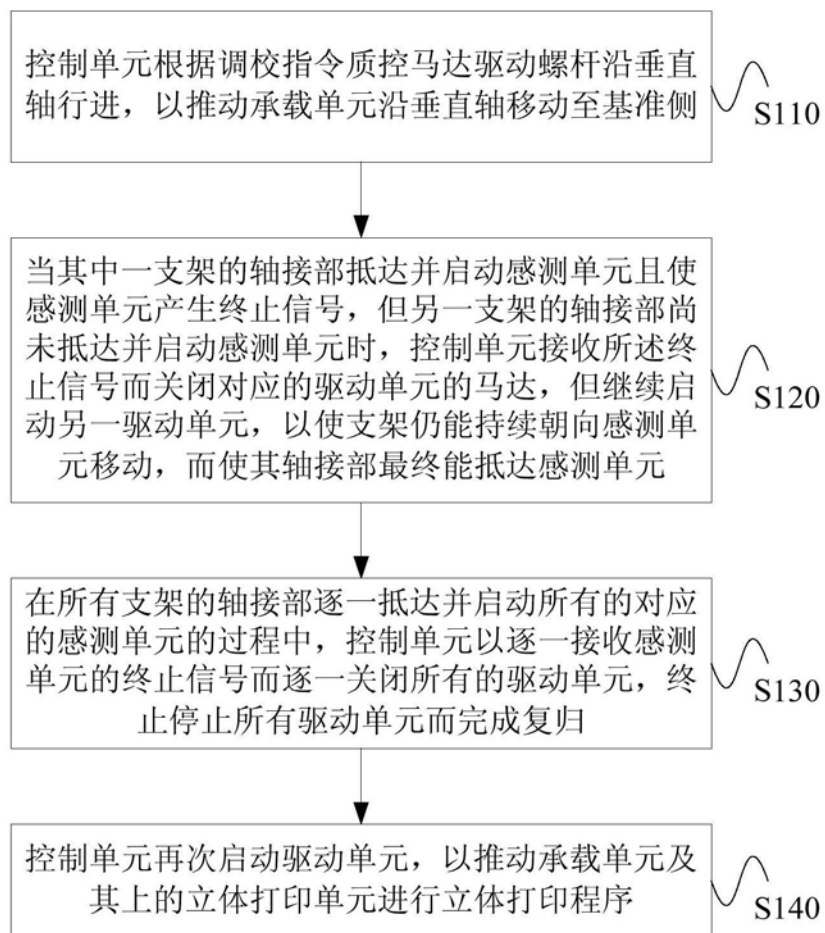 控制单元根据调校指令质控马达驱动螺杆沿垂直
轴行进，以推动承载单元沿垂直轴移动至基准侧
S110
当其中一支架的轴接部抵达并启动感测单元且使
感测单元产生终止信号，但另一支架的轴接部尚
未抵达并启动感测单元时，控制单元接收所述终
止信号而关闭对应的驱动单元的马达，但继续启
动另一驱动单元，以使支架仍能持续朝向感测单
元移动，而使其轴接部最终能抵达感测单元
S120
在所有支架的轴接部逐一抵达并启动所有的对应
的感测单元的过程中，控制单元以逐一接收感测
单元的终止信号而逐一关闭所有的驱动单元，终
止停止所有驱动单元而完成复归
S130
控制单元再次启动驱动单元，以推动承载单元及
其上的立体打印单元进行立体打印程序
S140